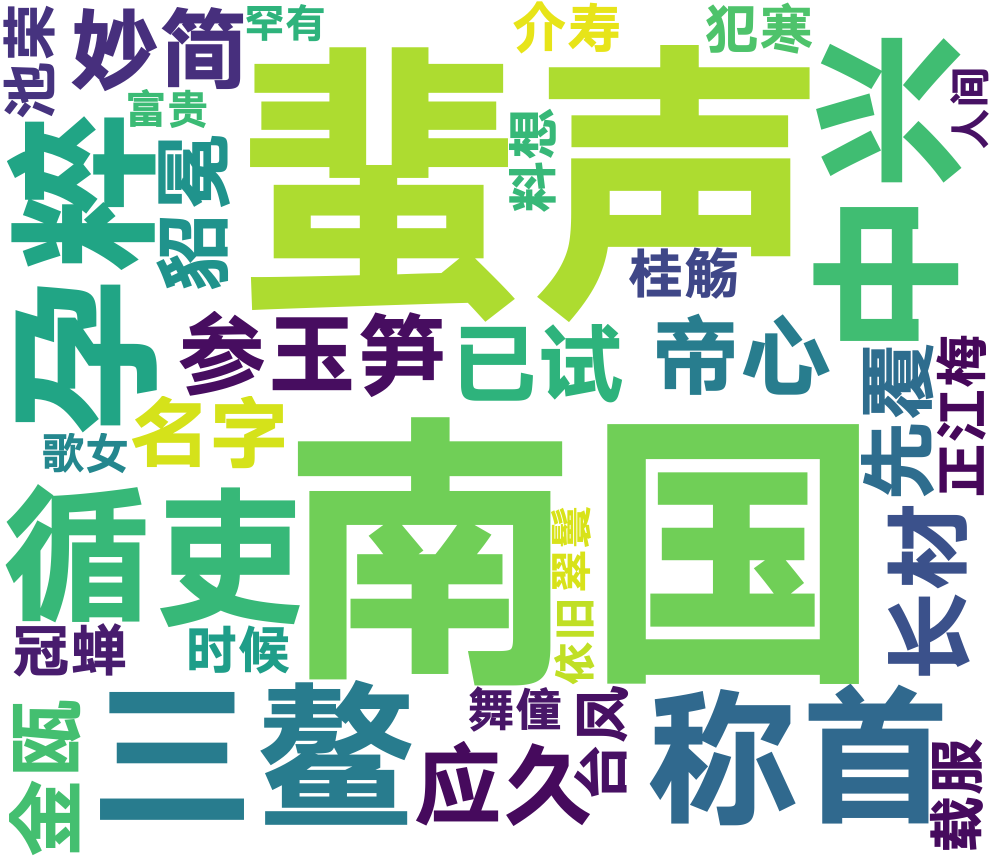 池荣
妙简
罕有
介寿
犯寒
富贵
蜚声
料想
中兴
人间
孕粹
貂冕
桂觞
参玉笋
已试
帝心
先覆
正江梅
名字
歌女
南国
循吏
翠鬟
依旧
长材
冠蝉
时候
金瓯
三鳌
舞僮
应久
台凤
称首
载服